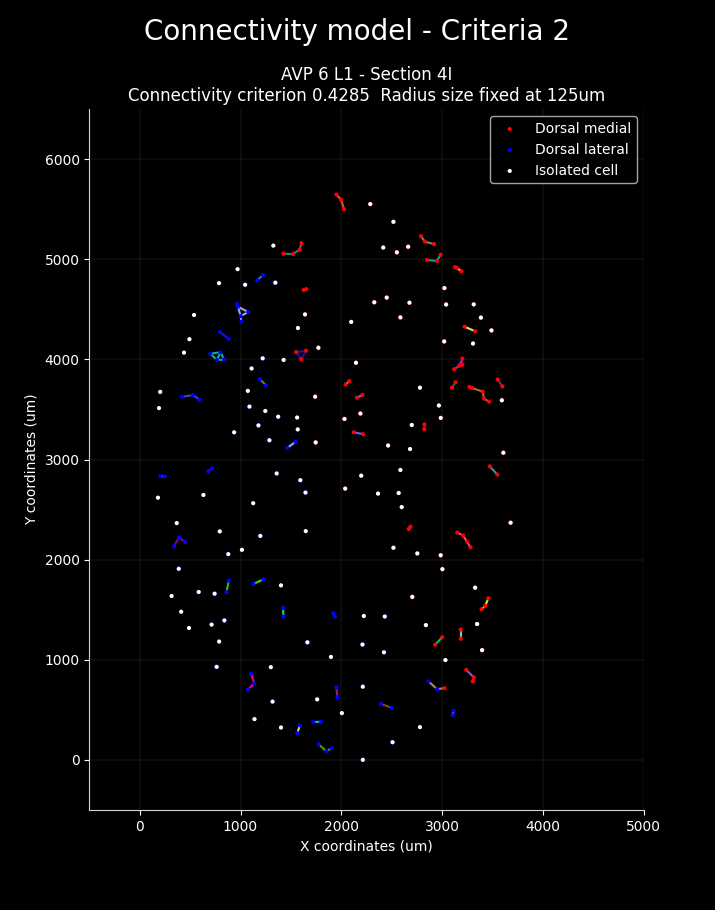 Connectivity model - Criteria 2
AVP 6 L1 - Section 4I
Connectivity criterion 0.4285  Radius size fixed at 125um
Dorsal medial
Dorsal lateral
Isolated cell
6000
5000
4000
3000
2000
1000
0
Y coordinates (um)
0 1000 2000 3000 4000 5000
X coordinates (um)